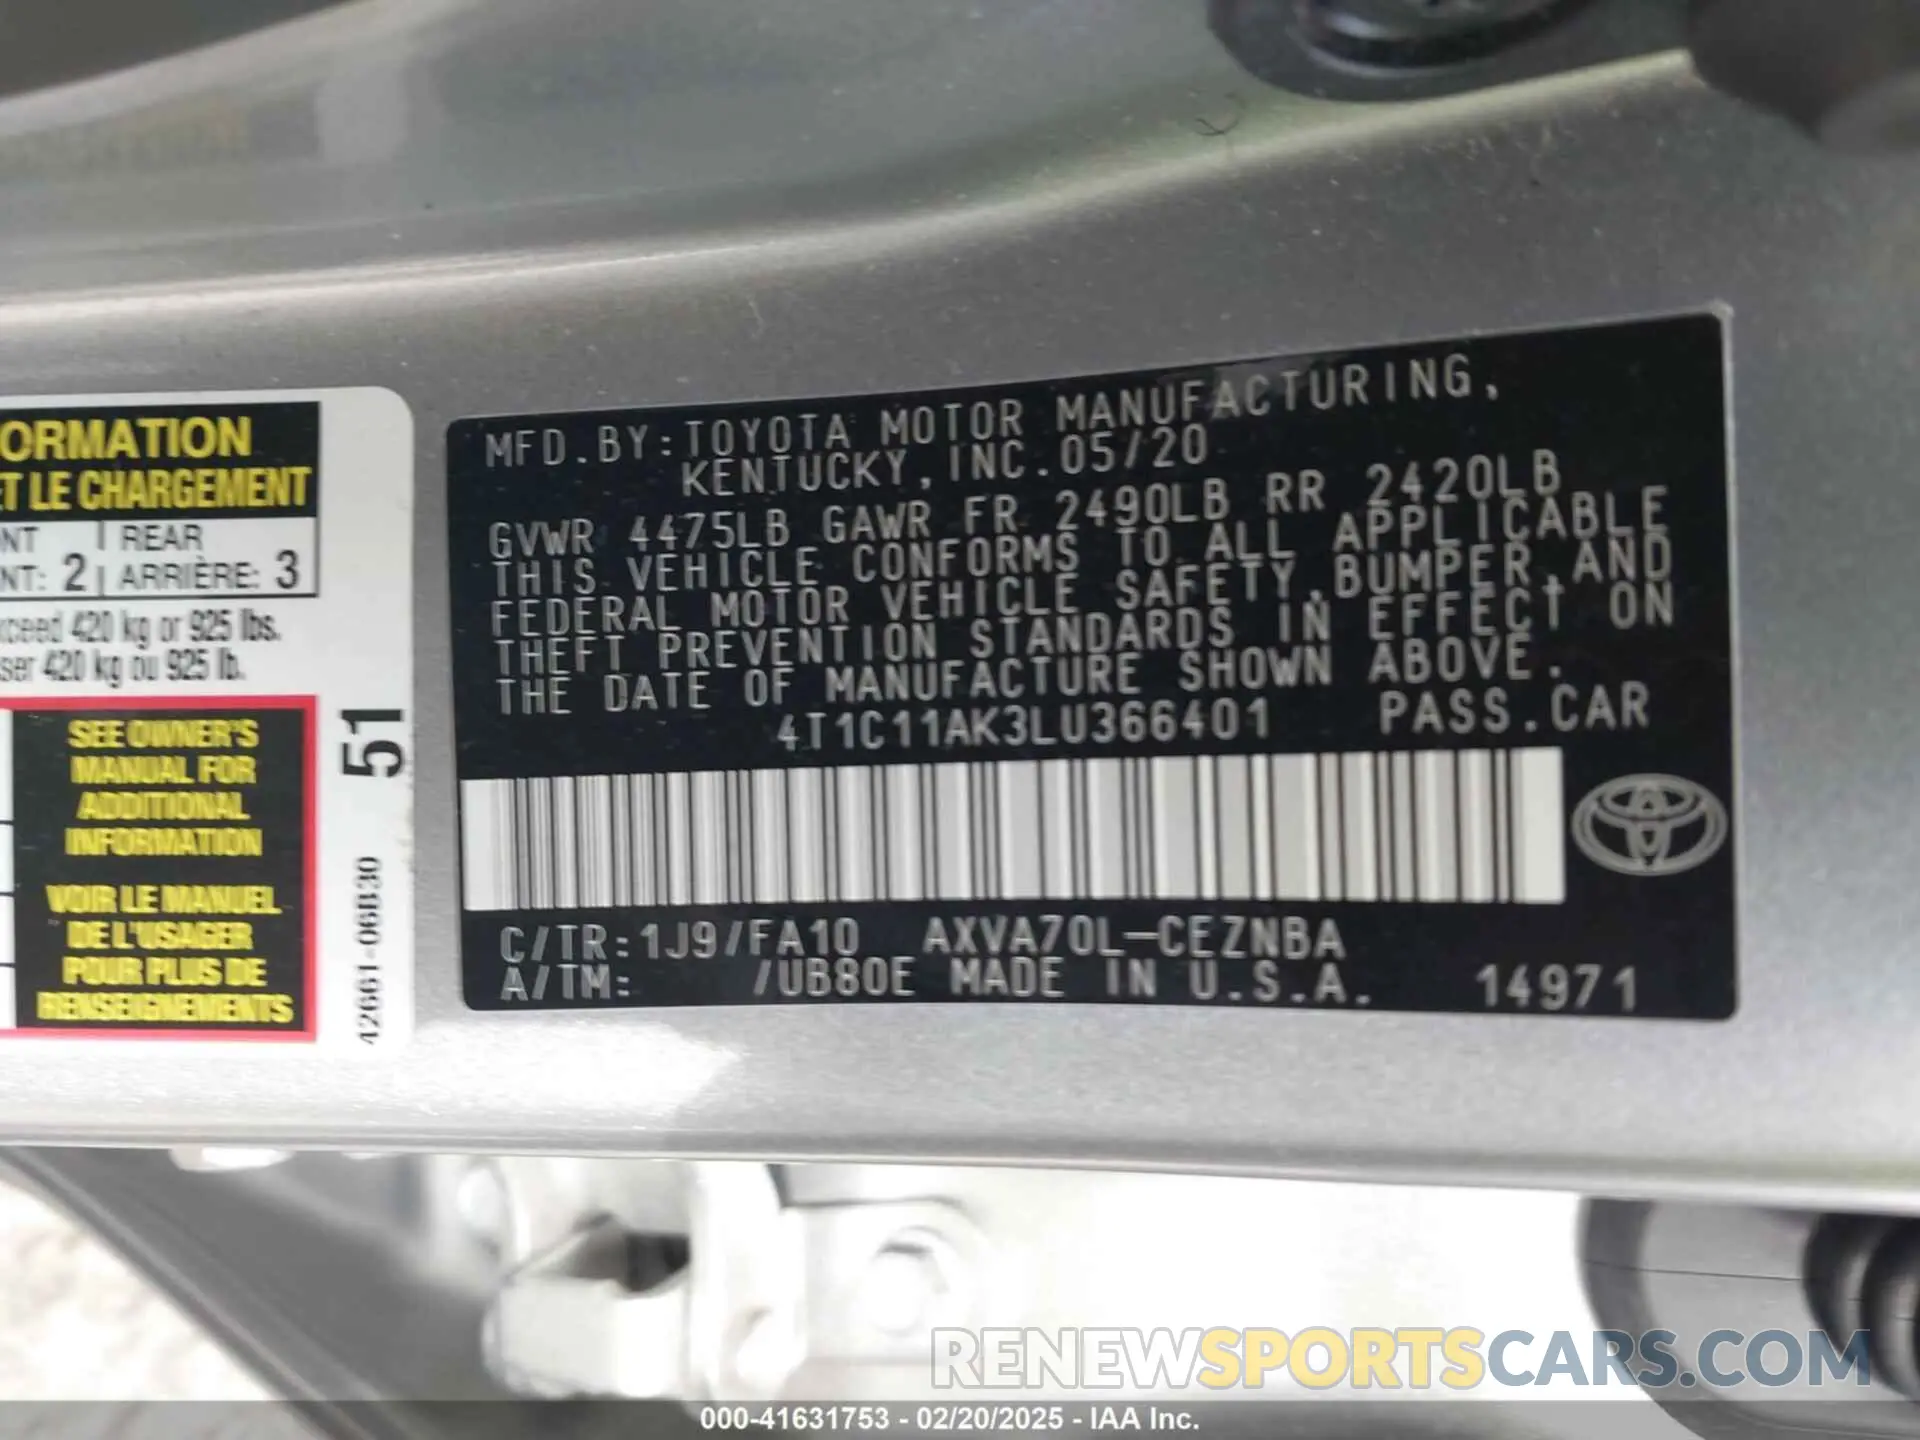 ORMATION
ET LE CHARGEMENT
NT | REAR
NT: 2 | ARRIÈRE: 3
xceed 420 kg or 925 lbs.
ser 420 kg ou 925 lb.
SEE OWNER'S
MANUAL FOR
ADDITIONAL
INFORMATION
VOIR LE MANUEL
DE L'USAGER
POUR PLUS DE
RENSEIGNEMENTS
51
42661-06B30
MFD.BY:TOYOTA MOTOR MANUFACTURING,
KENTUCKY,INC.05/20
GVWR 4475LB GAWR FR 2490LB RR 2420LB
THIS VEHICLE CONFORMS TO ALL APPLICABLE
FEDERAL MOTOR VEHICLE SAFETY,BUMPER,AND
THEFT PREVENTION STANDARDS IN EFFECT ON
THE DATE OF MANUFACTURE SHOWN ABOVE.
4T1C11AK3LU366401 PASS.CAR
C/TR:1J9/FA10 AXVA70L-CEZNBA
A/TM: /UB80E MADE IN U.S.A. 14971
RENEWSPORTSCARS.COM
000-41631753 - 02/20/2025 - IAA Inc.